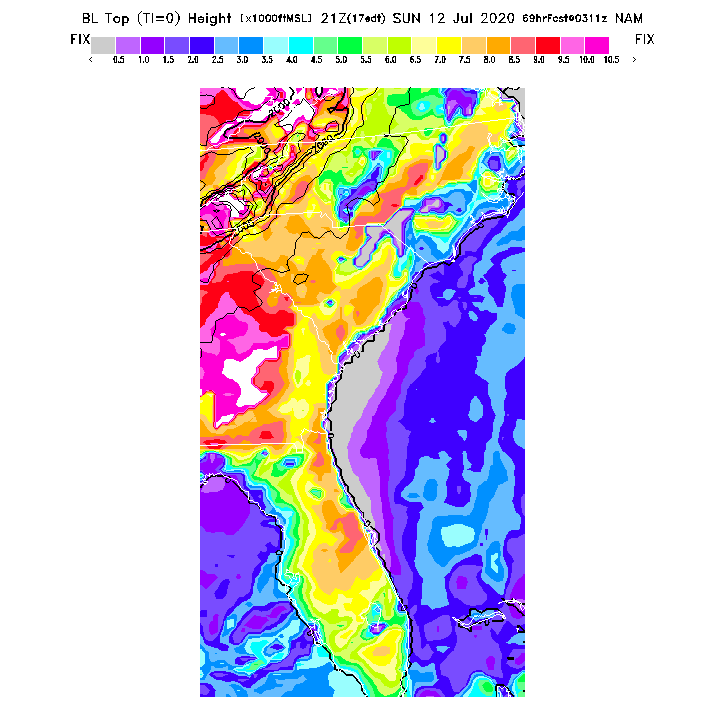 BL Top (TI=0) Height [x1000ftMSL] 21Z(17edt) SUN 12 Jul 2020 69hrFcst@0311z NAM
FIX FIX
< 0.5 1.0 1.5 2.0 2.5 3.0 3.5 4.0 4.5 5.0 5.5 6.0 6.5 7.0 7.5 8.0 8.5 9.0 9.5 10.0 10.5 >
2000
2000